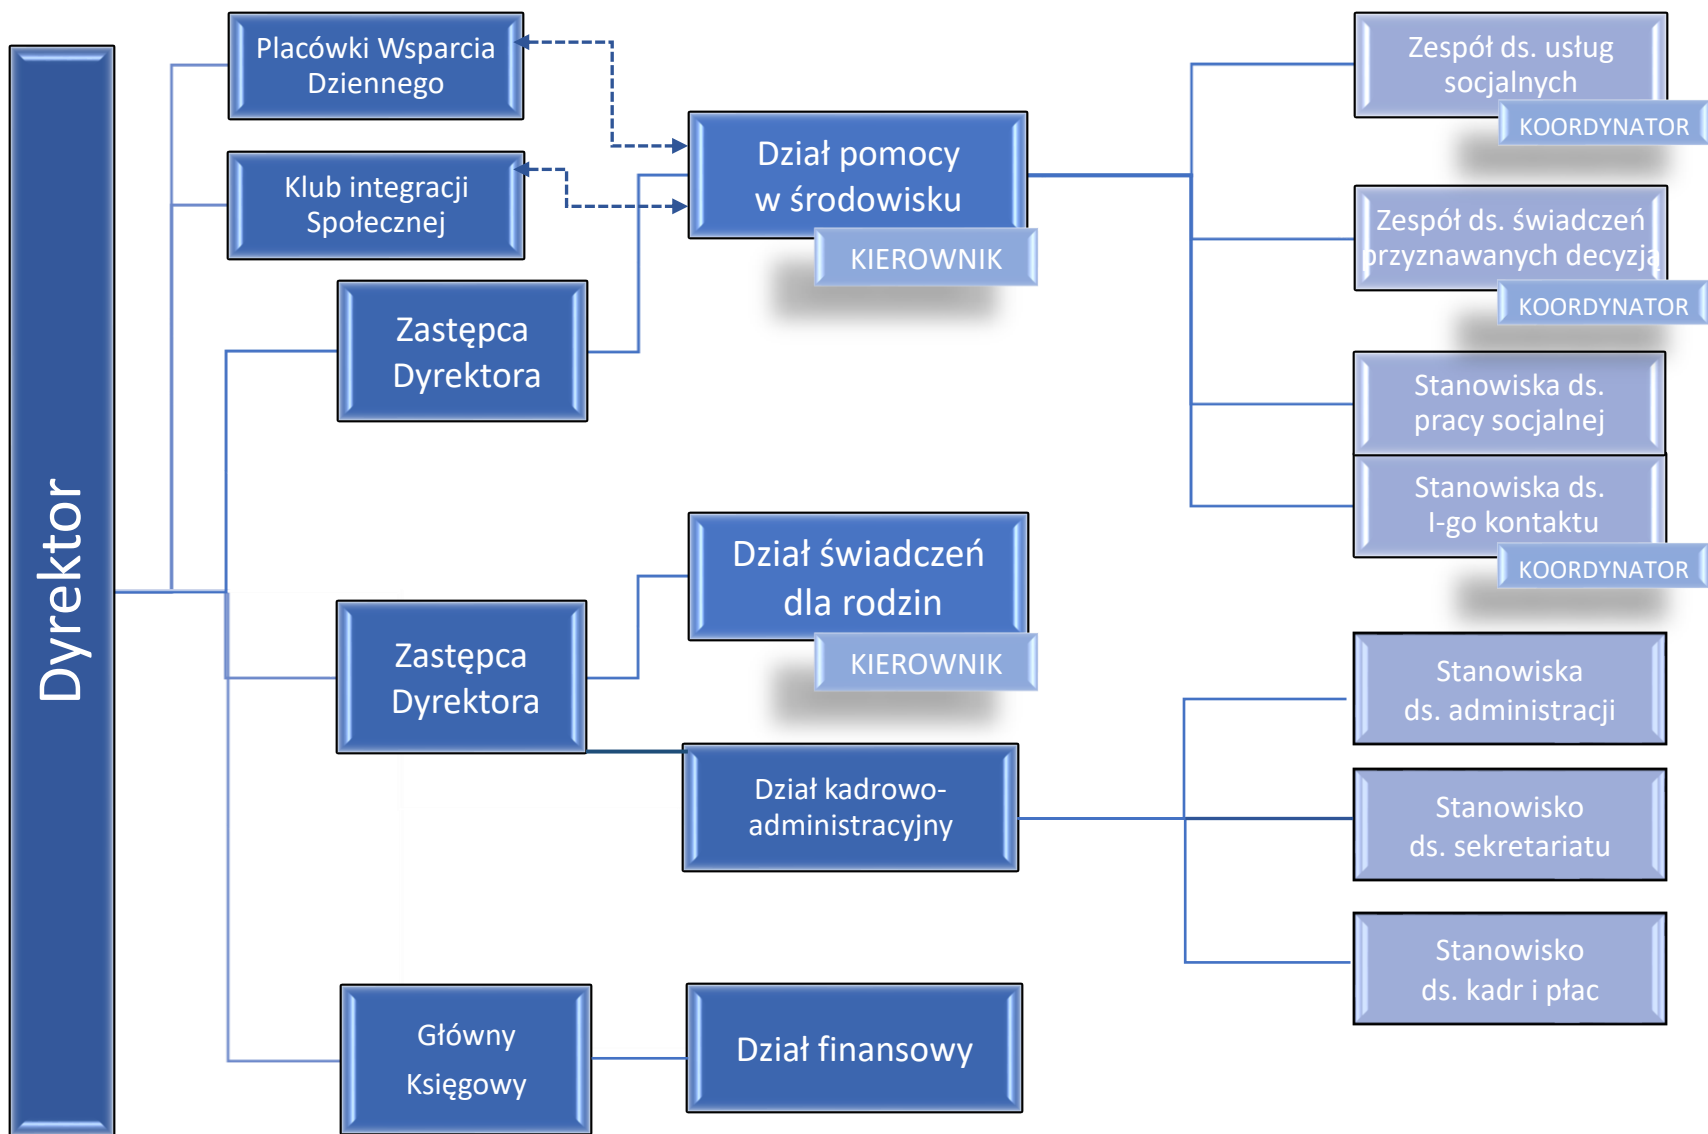 Dyrektor
Placówki Wsparcia
Dziennego
Klub integracji
Społecznej
Zastępca
Dyrektora
Zastępca
Dyrektora
Główny
Księgowy
Dział pomocy
w środowisku
KIEROWNIK
Dział świadczeń
dla rodzin
KIEROWNIK
Dział kadrowo-
administracyjny
Dział finansowy
Zespół ds. usług
socjalnych
KOORDYNATOR
Zespół ds. świadczeń
przyznawanych decyzją
KOORDYNATOR
Stanowiska ds.
pracy socjalnej
Stanowiska ds.
I-go kontaktu
KOORDYNATOR
Stanowiska
ds. administracji
Stanowisko
ds. sekretariatu
Stanowisko
ds. kadr i płac